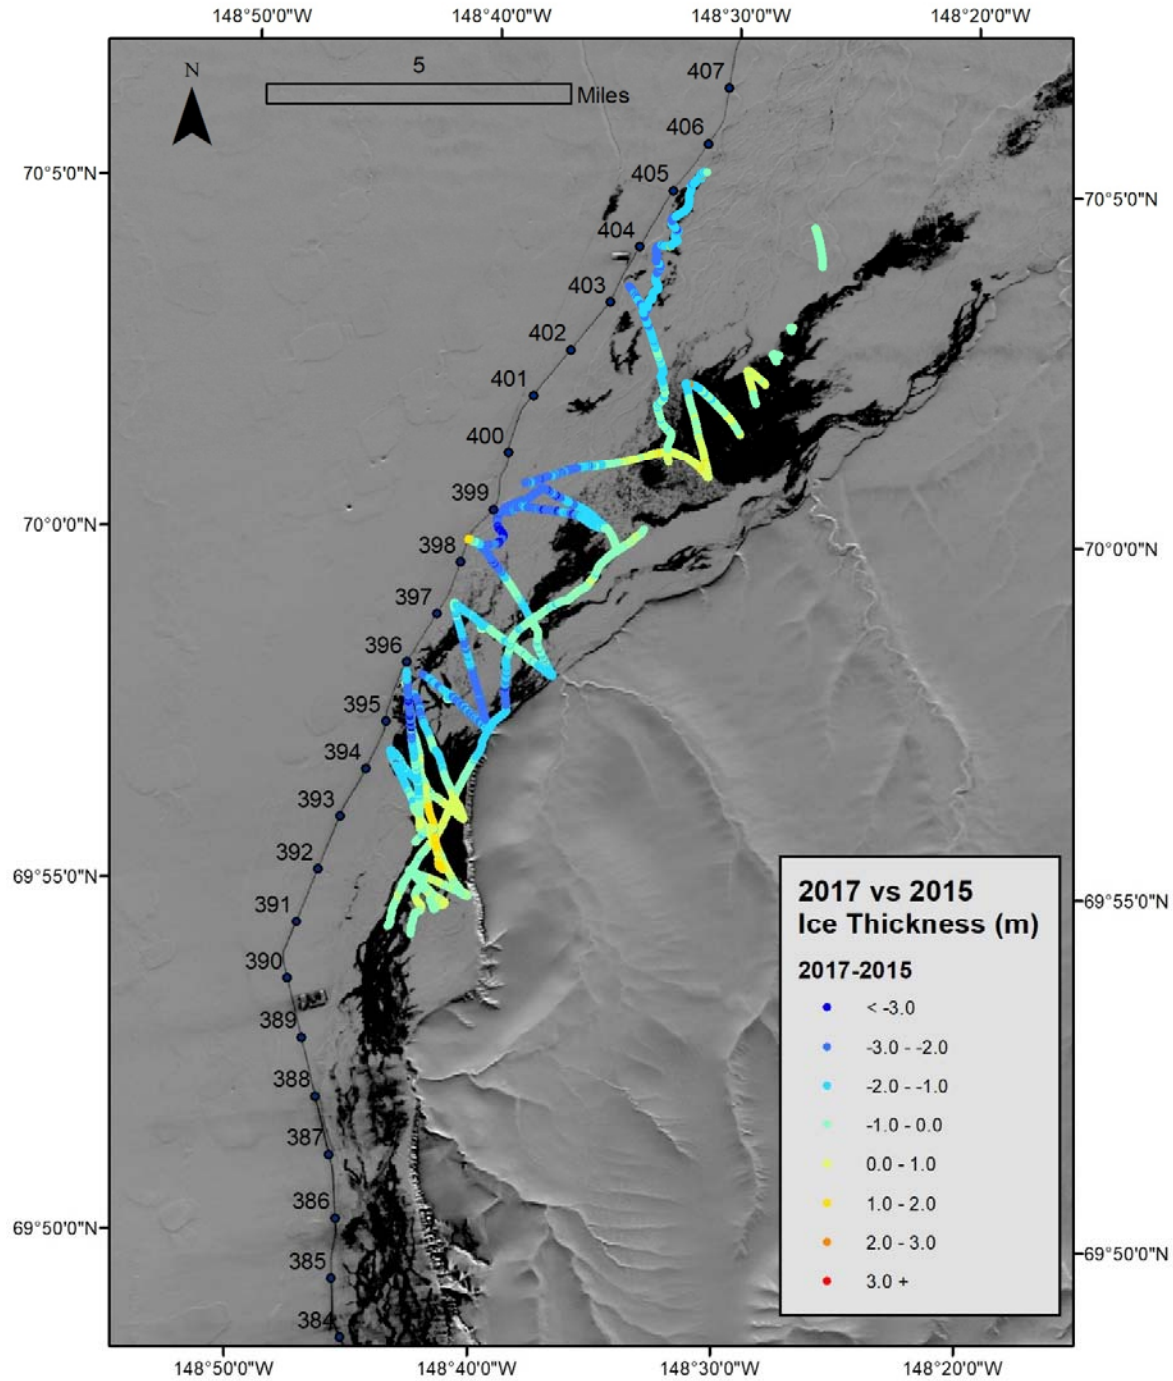 148°50'0"W
148°40'0"W
148°30'0"W
148°20'0"W
N
5
Miles
407
406
405
404
403
402
401
400
399
398
397
396
395
394
393
392
391
390
389
388
387
386
385
384
70°5'0"N
70°0'0"N
69°55'0"N
69°50'0"N
70°5'0"N
70°0'0"N
69°55'0"N
69°50'0"N
2017 vs 2015
Ice Thickness (m)
2017-2015
< -3.0
-3.0 - -2.0
-2.0 - -1.0
-1.0 - 0.0
0.0 - 1.0
1.0 - 2.0
2.0 - 3.0
3.0 +
148°50'0"W
148°40'0"W
148°30'0"W
148°20'0"W